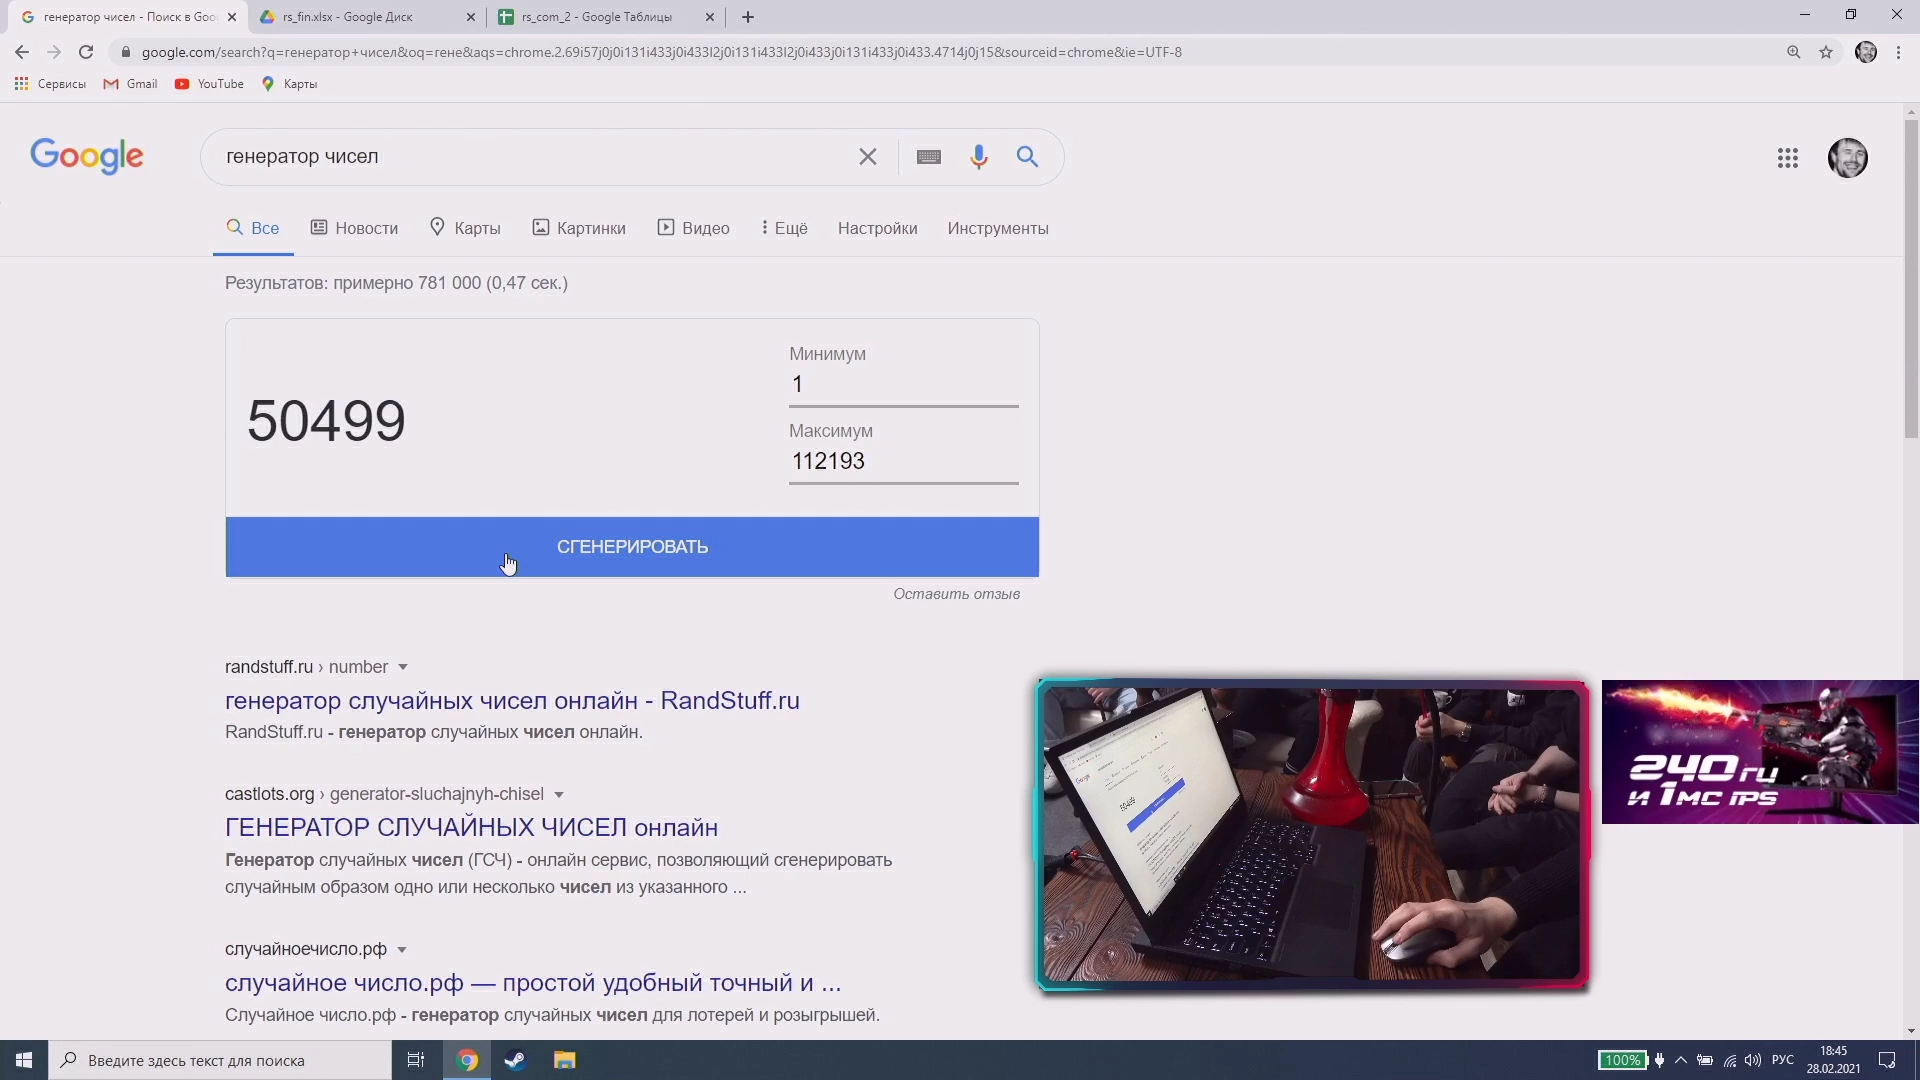 генератор чисел - Поиск в Goo
rs_fin.xlsx - Google Диск
rs_com_2 - Google Таблицы
google.com/search?q=генератор+чисел&oq=гене&aqs=chrome.2.69i57j0j0i131i433j0i433l2j0i131i433l2j0i433j0i131i433j0i433.4714j0j15&sourceid=chrome&ie=UTF-8
Сервисы
Gmail
YouTube
Карты
Google
генератор чисел
Все
Новости
Карты
Картинки
Видео
Ещё
Настройки
Инструменты
Результатов: примерно 781 000 (0,47 сек.)
50499
Минимум
1
Максимум
112193
СГЕНЕРИРОВАТЬ
Оставить отзыв
randstuff.ru › number
генератор случайных чисел онлайн - RandStuff.ru
RandStuff.ru - генератор случайных чисел онлайн.
castlots.org › generator-sluchajnyh-chisel
ГЕНЕРАТОР СЛУЧАЙНЫХ ЧИСЕЛ онлайн
Генератор случайных чисел (ГСЧ) - онлайн сервис, позволяющий сгенерировать
случайным образом одно или несколько чисел из указанного ...
случайноечисло.рф
случайное число.рф — простой удобный точный и ...
Случайное число.рф - генератор случайных чисел для лотерей и розыгрышей.
240 гц
и 1мс IPS
Введите здесь текст для поиска
100%
РУС
18:45
28.02.2021